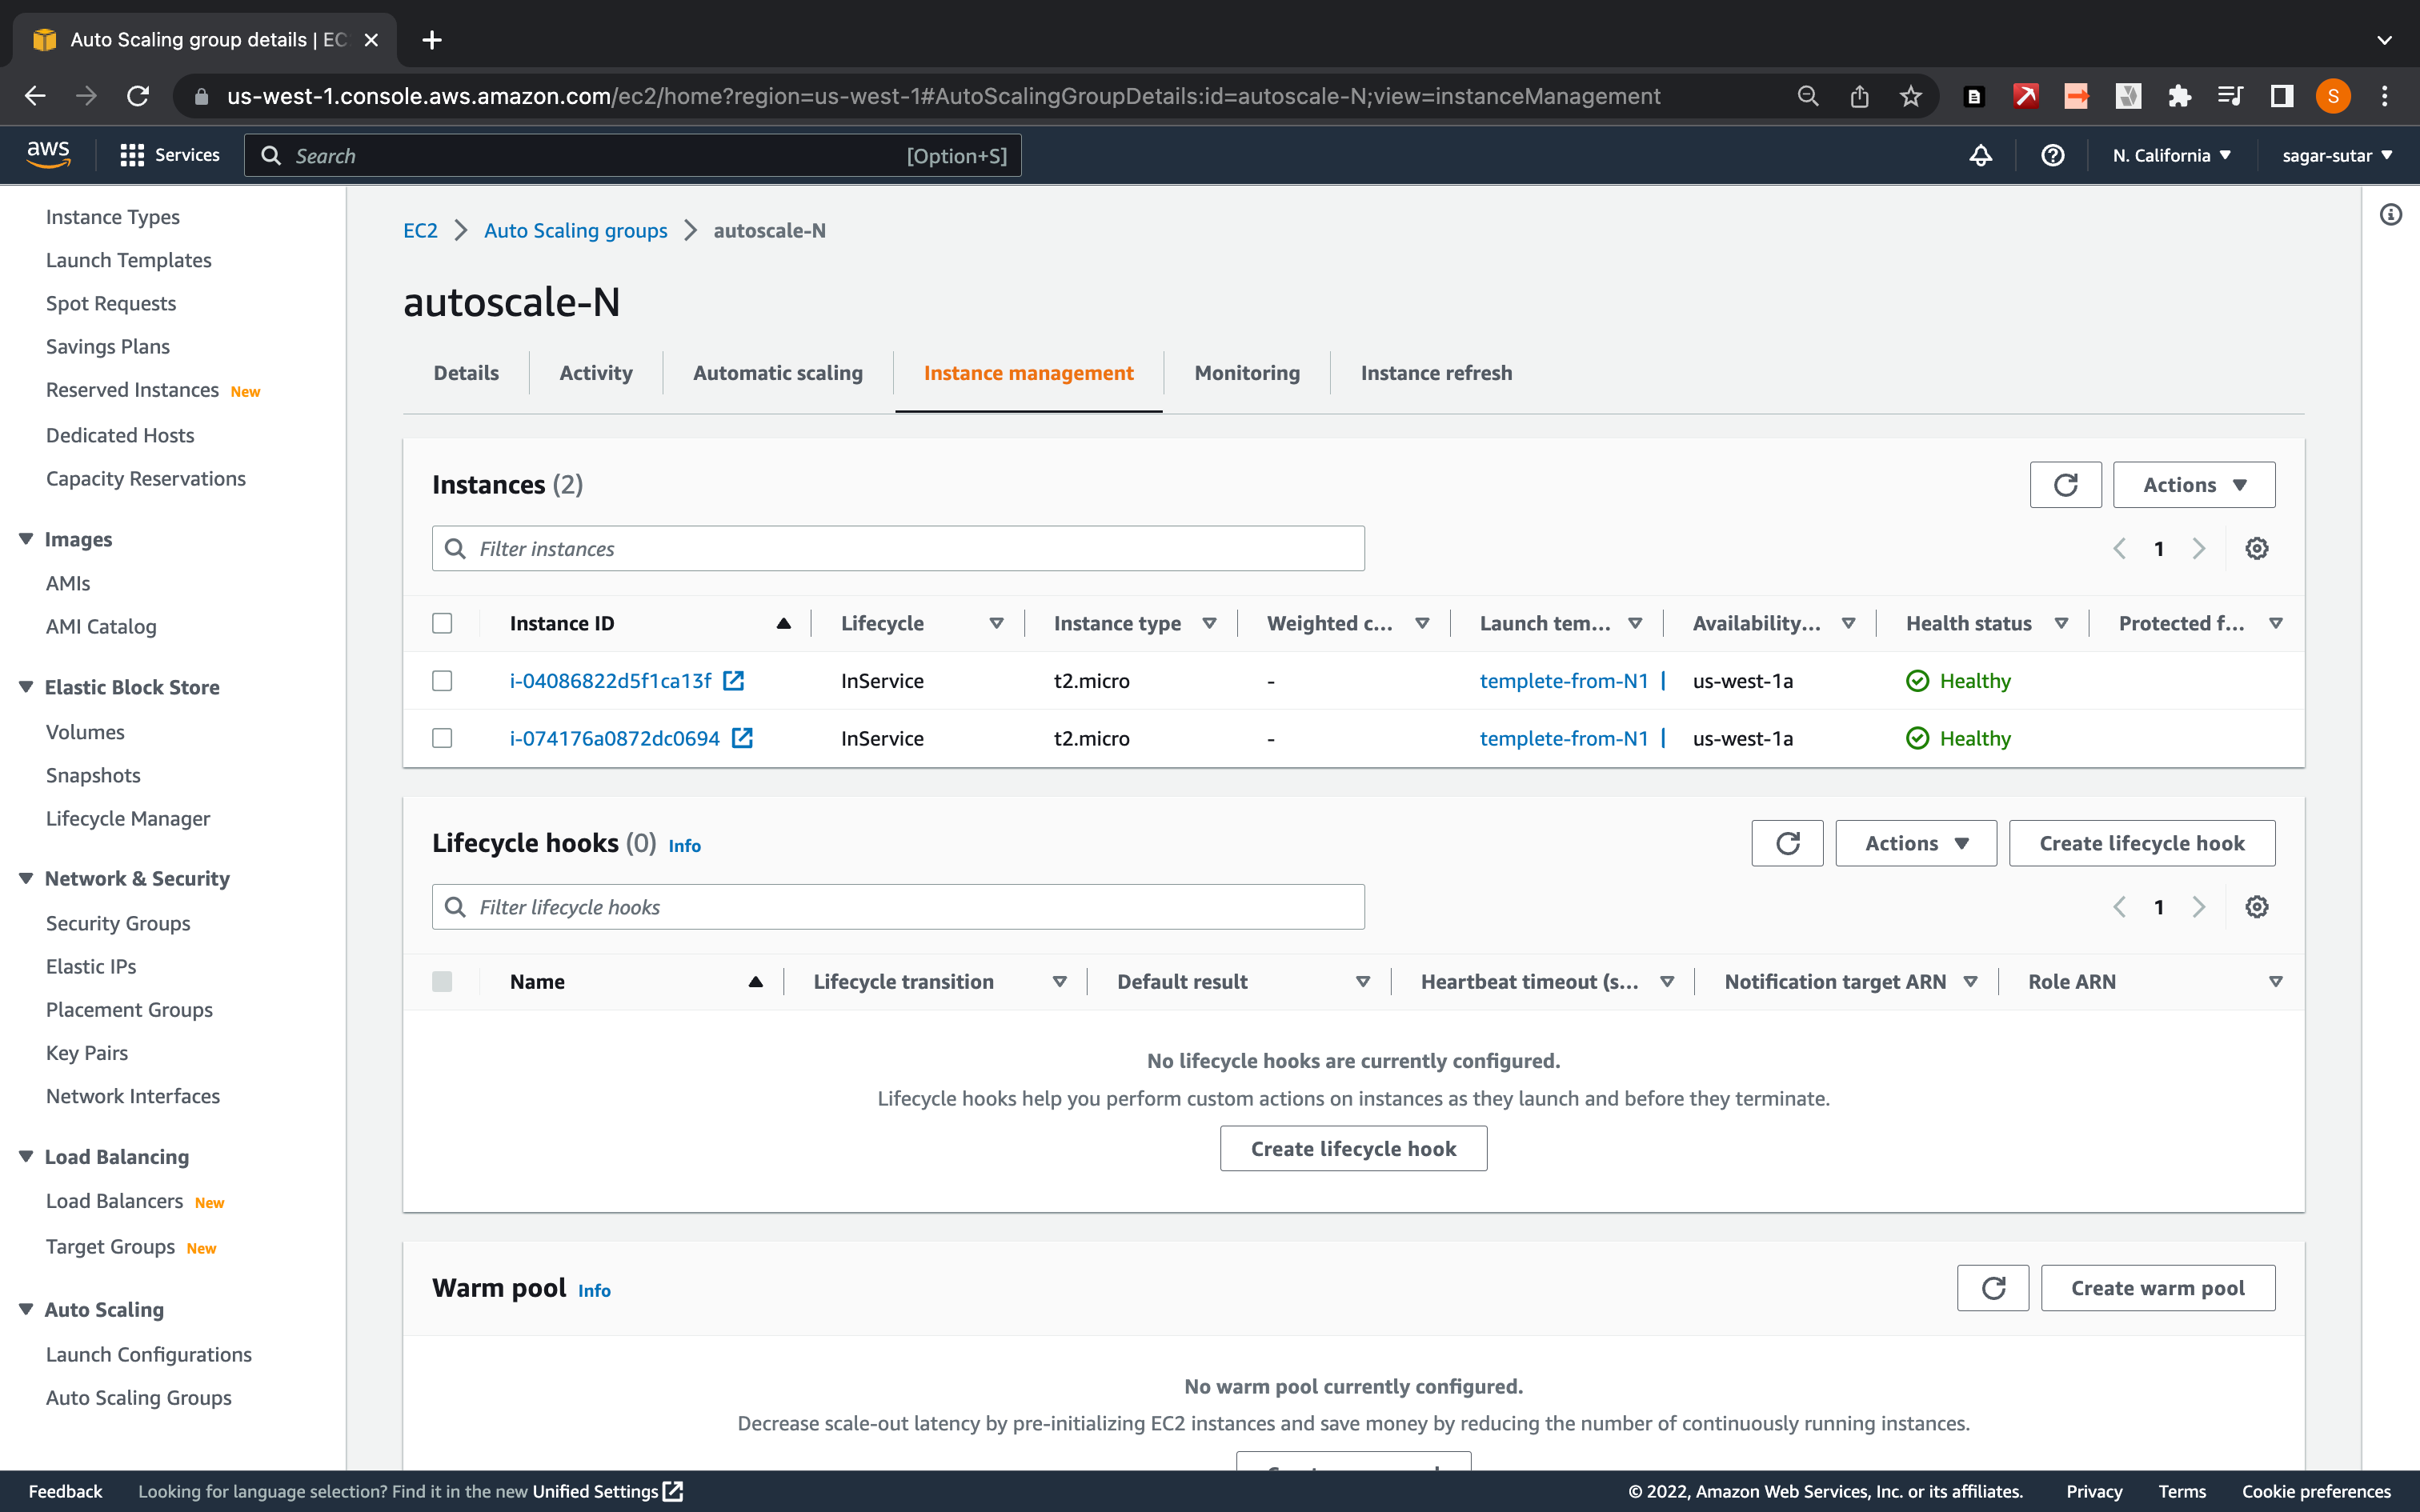 Auto Scaling group details | EC
us-west-1.console.aws.amazon.com/ec2/home?region=us-west-1#AutoScalingGroupDetails:id=autoscale-N;view=instanceManagement
S
aws
Services
Search
[Option+S]
N. California
sagar-sutar
Instance Types
Launch Templates
Spot Requests
Savings Plans
Reserved Instances New
Dedicated Hosts
Capacity Reservations
Images
AMIs
AMI Catalog
Elastic Block Store
Volumes
Snapshots
Lifecycle Manager
Network & Security
Security Groups
Elastic IPs
Placement Groups
Key Pairs
Network Interfaces
Load Balancing
Load Balancers New
Target Groups New
Auto Scaling
Launch Configurations
Auto Scaling Groups
EC2 > Auto Scaling groups > autoscale-N
autoscale-N
Details Activity Automatic scaling Instance management Monitoring Instance refresh
Instances (2)
Actions
Filter instances
1
Instance ID Lifecycle Instance type Weighted c... Launch tem... Availability... Health status Protected f...
i-04086822d5f1ca13f InService t2.micro - templete-from-N1 | us-west-1a Healthy
i-074176a0872dc0694 InService t2.micro - templete-from-N1 | us-west-1a Healthy
Lifecycle hooks (0) Info
Actions
Create lifecycle hook
Filter lifecycle hooks
1
Name Lifecycle transition Default result Heartbeat timeout (s... Notification target ARN Role ARN
No lifecycle hooks are currently configured.
Lifecycle hooks help you perform custom actions on instances as they launch and before they terminate.
Create lifecycle hook
Warm pool Info
Create warm pool
No warm pool currently configured.
Decrease scale-out latency by pre-initializing EC2 instances and save money by reducing the number of continuously running instances.
Feedback
Looking for language selection? Find it in the new Unified Settings
© 2022, Amazon Web Services, Inc. or its affiliates.
Privacy
Terms
Cookie preferences